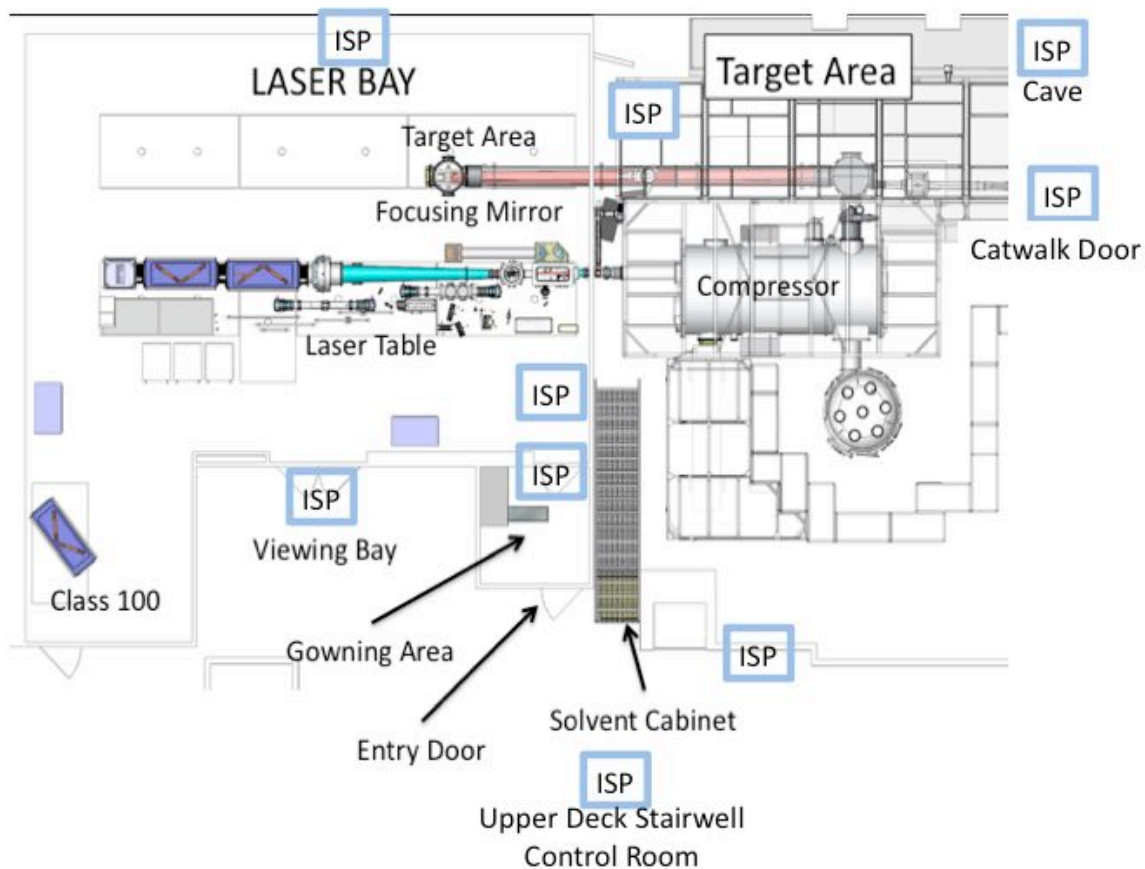 ISP
LASER BAY
Target Area
ISP
Cave
ISP
Target Area
Focusing Mirror
ISP
Catwalk Door
Compressor
Laser Table
ISP
ISP
ISP
Viewing Bay
Class 100
Gowning Area
ISP
Solvent Cabinet
Entry Door
ISP
Upper Deck Stairwell
Control Room